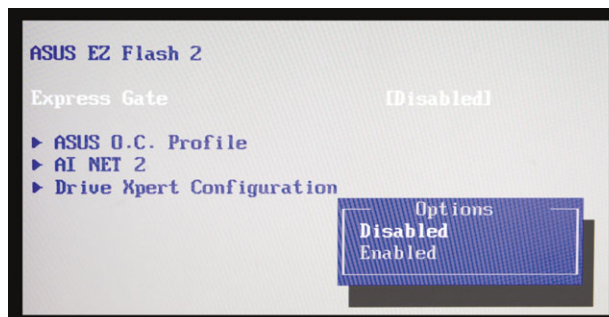 ASUS EZ Flash 2
Express Gate [Disabled]
▶ ASUS O.C. Profile
▶ AI NET 2
▶ Drive Xpert Configuration
Options
Disabled
Enabled